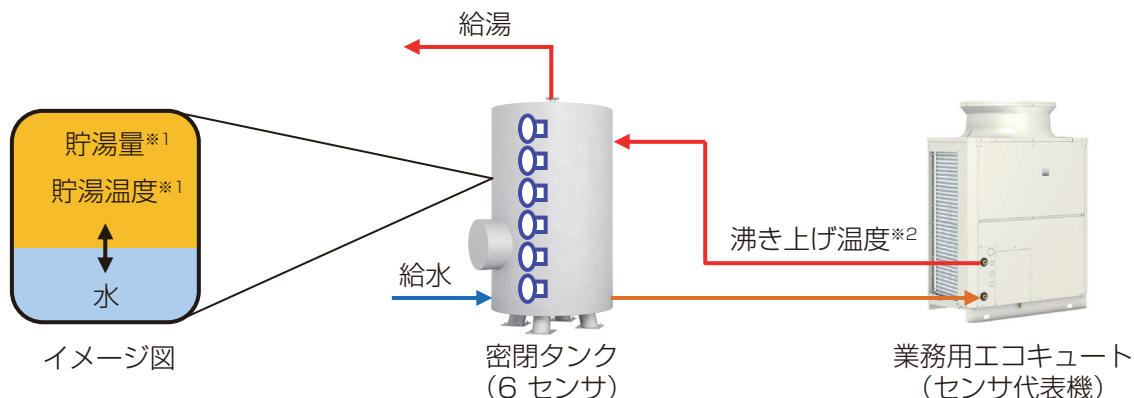 給湯
貯湯量※1
貯湯温度※1
水
イメージ図
給水
密閉タンク
（6 センサ）
沸き上げ温度※2
業務用エコキュート
（センサ代表機）